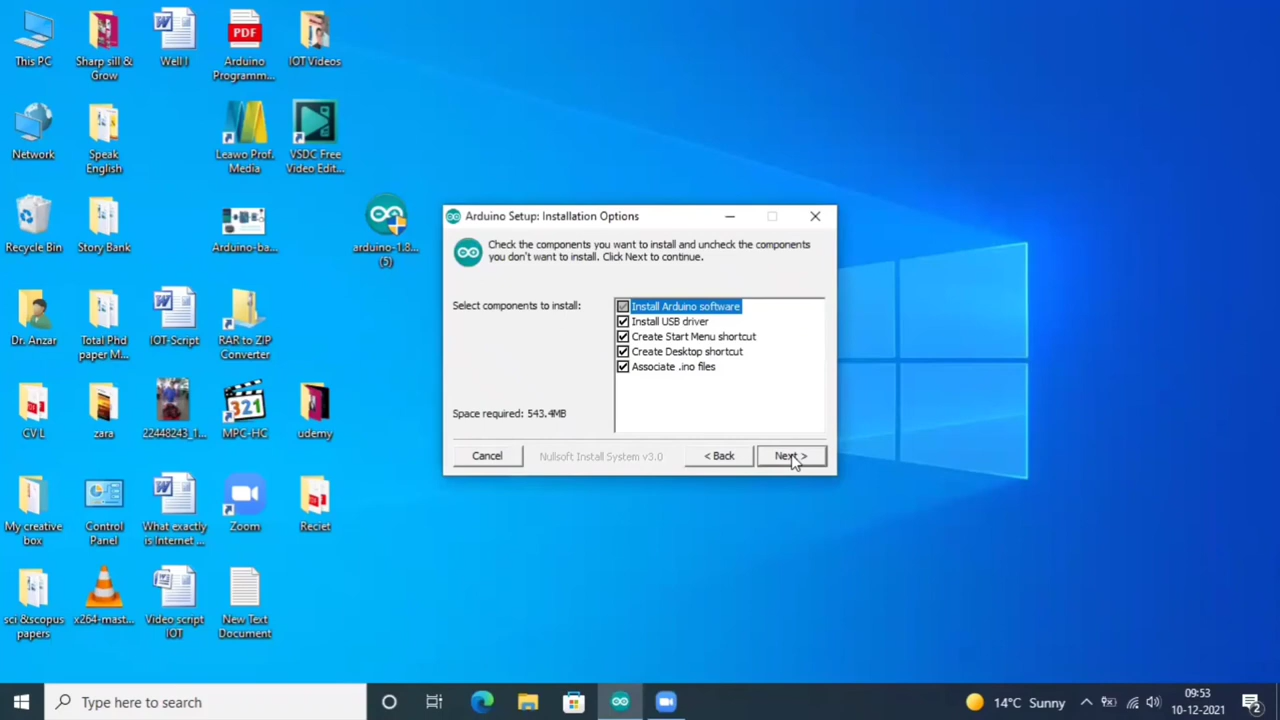 This PC
Sharp sill &
Grow
Well I
PDF
Arduino
Programm...
IOT Videos
Network
Speak
English
Leawo Prof.
Media
VSDC Free
Video Edit...
Recycle Bin
Story Bank
Arduino-ba...
arduino-1.8...
(5)
Dr. Anzar
Total Phd
paper M...
IOT-Script
RAR to ZIP
Converter
CV L
zara
22448243_1...
321
MPC-HC
udemy
My creative
box
Control
Panel
What exactly
is Internet ...
Zoom
Reciet
sci &scopus
papers
x264-mast...
Video script
IOT
New Text
Document
Arduino Setup: Installation Options
Check the components you want to install and uncheck the components
you don't want to install. Click Next to continue.
Select components to install:
Install Arduino software
Install USB driver
Create Start Menu shortcut
Create Desktop shortcut
Associate .ino files
Space required: 543.4MB
Cancel
Nullsoft Install System v3.0
< Back
Next >
Type here to search
14°C Sunny
09:53
10-12-2021
2